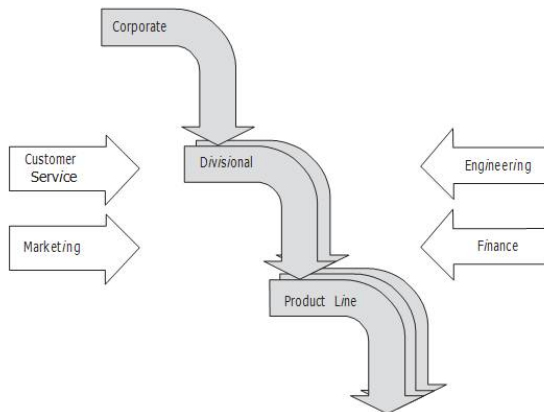 Corporate
Customer
Service
Divisional
Engineering
Marketing
Finance
Product Line